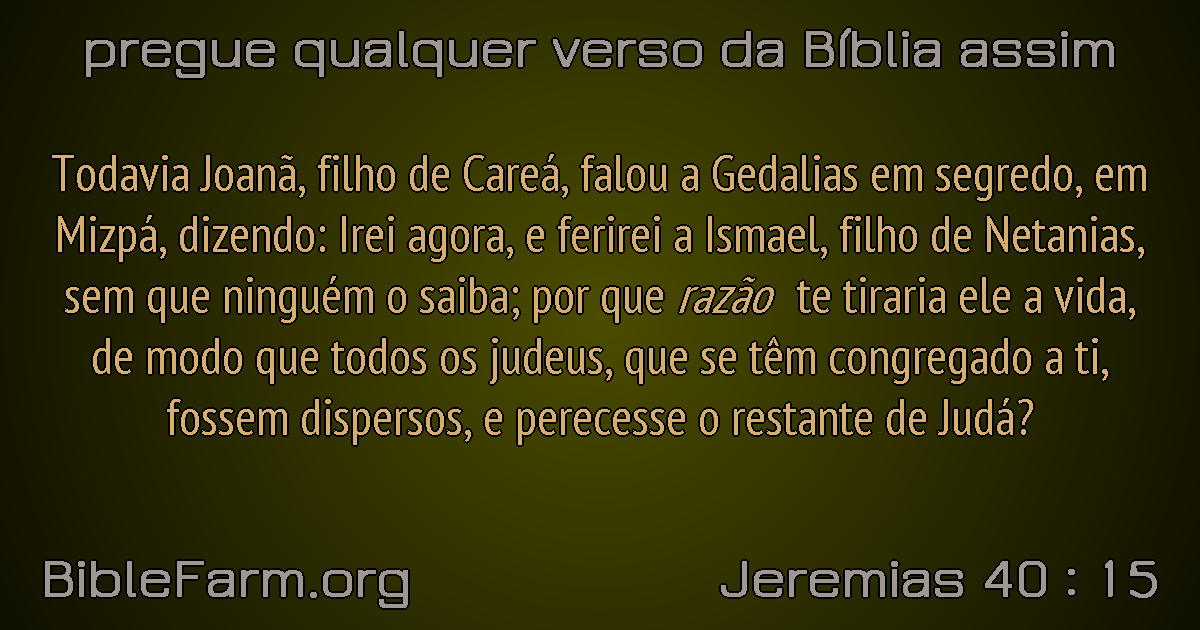 pregue qualquer verso da Bíblia assim
Todavia Joanã, filho de Careá, falou a Gedalias em segredo, em
Mizpá, dizendo: Irei agora, e ferirei a Ismael, filho de Netanias,
sem que ninguém o saiba; por que razão te tiraria ele a vida,
de modo que todos os judeus, que se têm congregado a ti,
fossem dispersos, e perecesse o restante de Judá?
BibleFarm.org
Jeremias 40 : 15